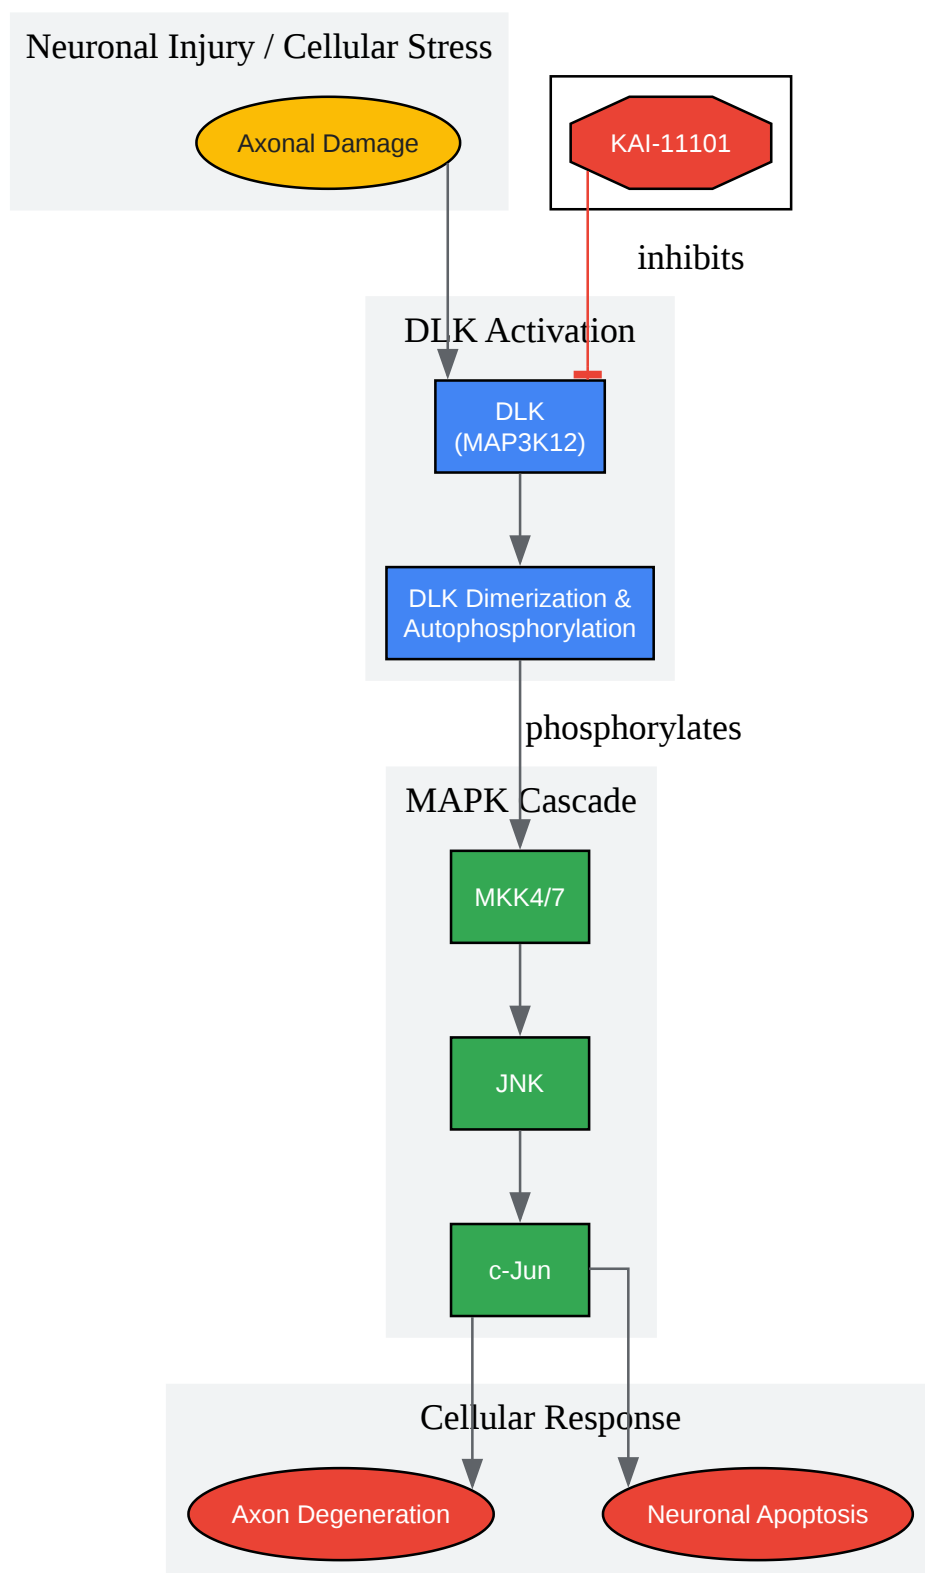 Neuronal Injury / Cellular Stress
Axonal Damage
KAI-11101
inhibits
DLK Activation
DLK
(MAP3K12)
DLK Dimerization &
Autophosphorylation
phosphorylates
MAPK Cascade
MKK4/7
JNK
c-Jun
Cellular Response
Axon Degeneration
Neuronal Apoptosis